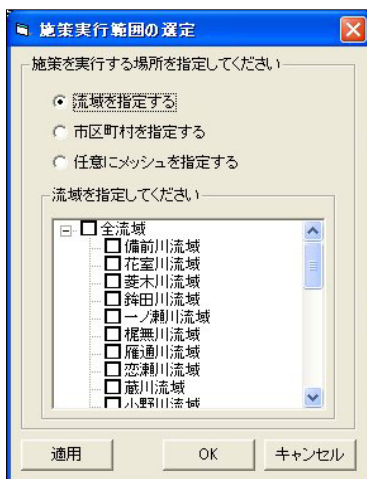 施策実行範囲の選定
施策を実行する場所を指定してください
流域を指定する
市区町村を指定する
任意にメッシュを指定する
流域を指定してください
全流域
備前川流域
花室川流域
菱木川流域
鉾田川流域
一ノ瀬川流域
梶無川流域
雁通川流域
恋瀬川流域
蔵川流域
小野川流域
適用
OK
キャンセル